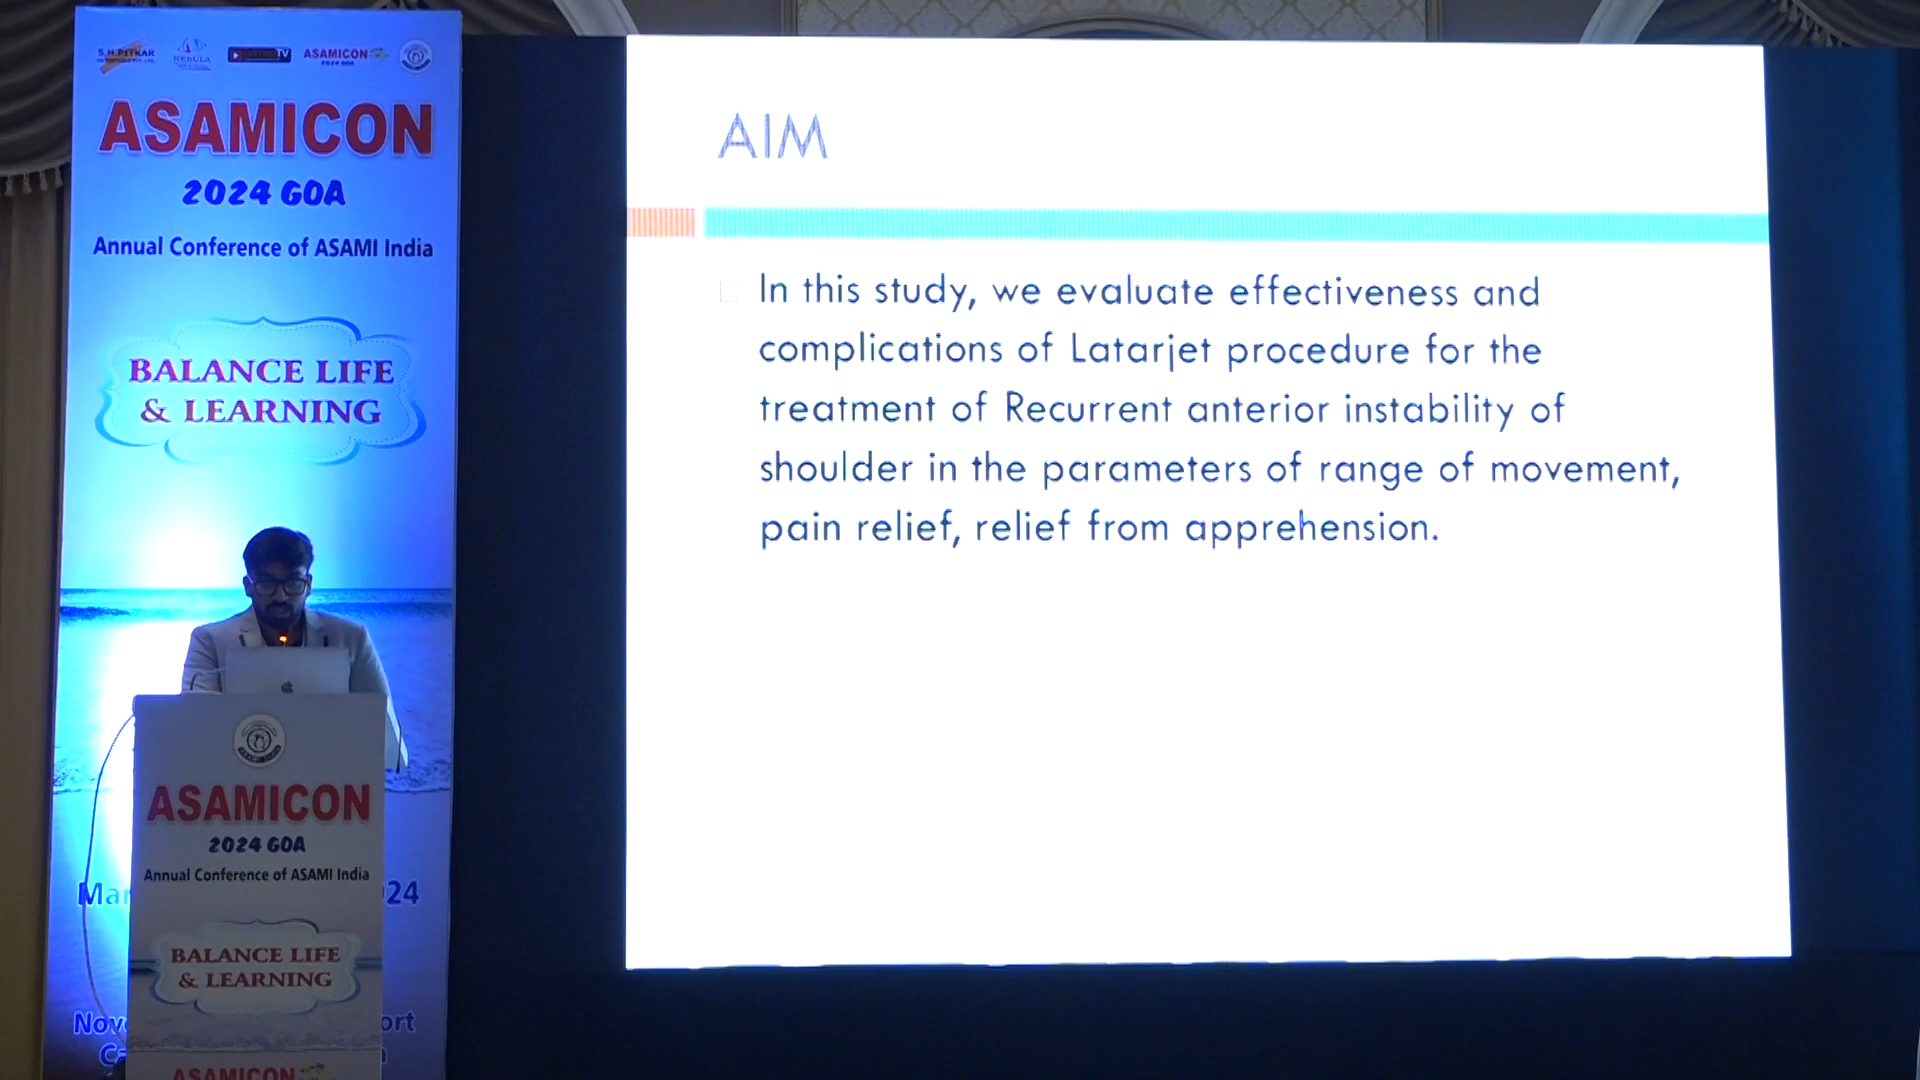 S.H.PITKAR
NEBULA
TV
ASAMICON
2024 GOA
ASAMICON
2024 GOA
Annual Conference of ASAMI India
BALANCE LIFE
& LEARNING
AIM
In this study, we evaluate effectiveness and
complications of Latarjet procedure for the
treatment of Recurrent anterior instability of
shoulder in the parameters of range of movement,
pain relief, relief from apprehension.
ASAMICON
2024 GOA
Annual Conference of ASAMI India
Mar 24
BALANCE LIFE
& LEARNING
Nov ort
ASAMICON